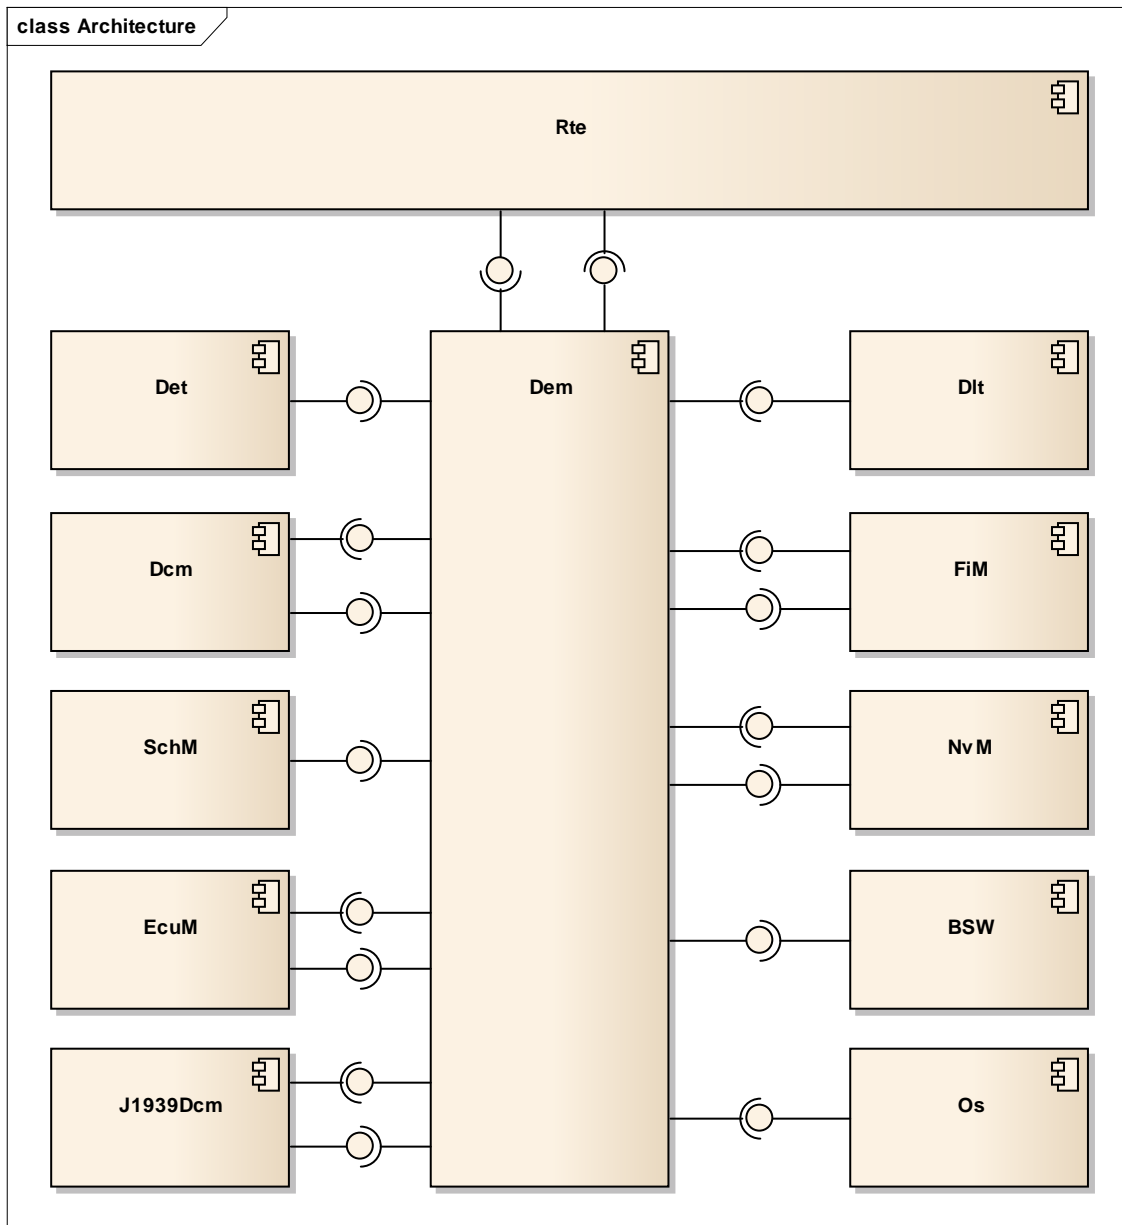 class Architecture
Rte
Det
Dem
Dlt
Dcm
FiM
SchM
NvM
EcuM
BSW
J1939Dcm
Os